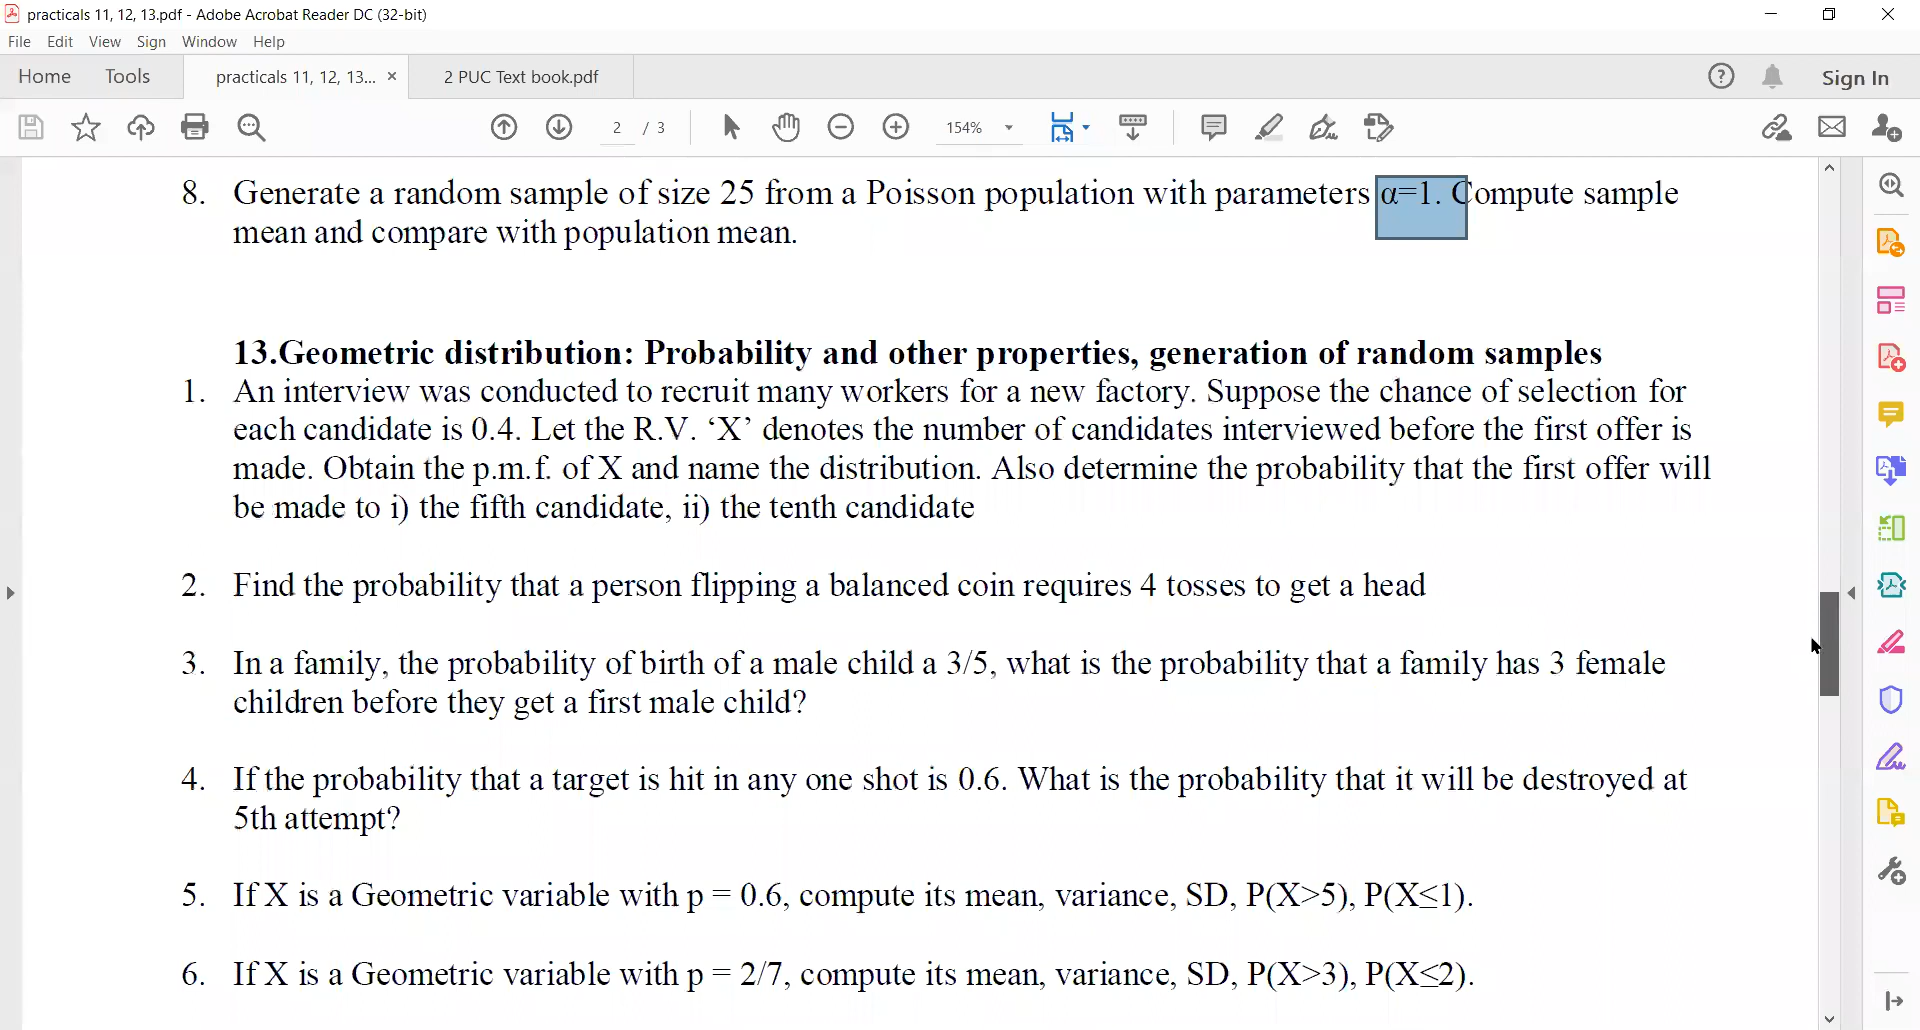 practicals 11, 12, 13.pdf - Adobe Acrobat Reader DC (32-bit)
File Edit View Sign Window Help
Home Tools practicals 11, 12, 13... × 2 PUC Text book.pdf Sign In
2 / 3 154%
8. Generate a random sample of size 25 from a Poisson population with parameters α=1. Compute sample
mean and compare with population mean.
13.Geometric distribution: Probability and other properties, generation of random samples
1. An interview was conducted to recruit many workers for a new factory. Suppose the chance of selection for
each candidate is 0.4. Let the R.V. ‘X’ denotes the number of candidates interviewed before the first offer is
made. Obtain the p.m.f. of X and name the distribution. Also determine the probability that the first offer will
be made to i) the fifth candidate, ii) the tenth candidate
2. Find the probability that a person flipping a balanced coin requires 4 tosses to get a head
3. In a family, the probability of birth of a male child a 3/5, what is the probability that a family has 3 female
children before they get a first male child?
4. If the probability that a target is hit in any one shot is 0.6. What is the probability that it will be destroyed at
5th attempt?
5. If X is a Geometric variable with p = 0.6, compute its mean, variance, SD, P(X>5), P(X≤1).
6. If X is a Geometric variable with p = 2/7, compute its mean, variance, SD, P(X>3), P(X≤2).